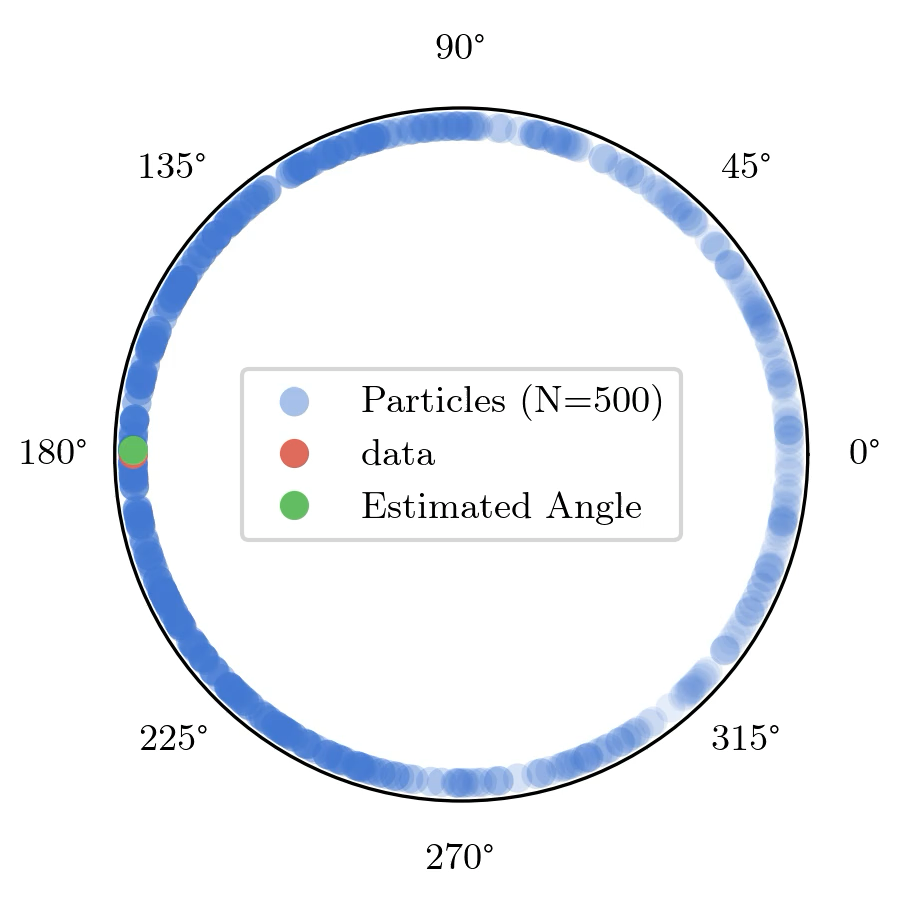 90°
135°
45°
Particles (N=500)
180°
data
0°
Estimated Angle
225°
315°
270°